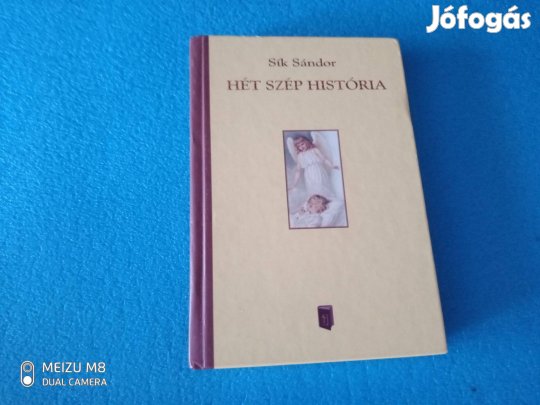 Jófogás
Sík Sándor
HÉT SZÉP HISTÓRIA
MEIZU M8
DUAL CAMERA